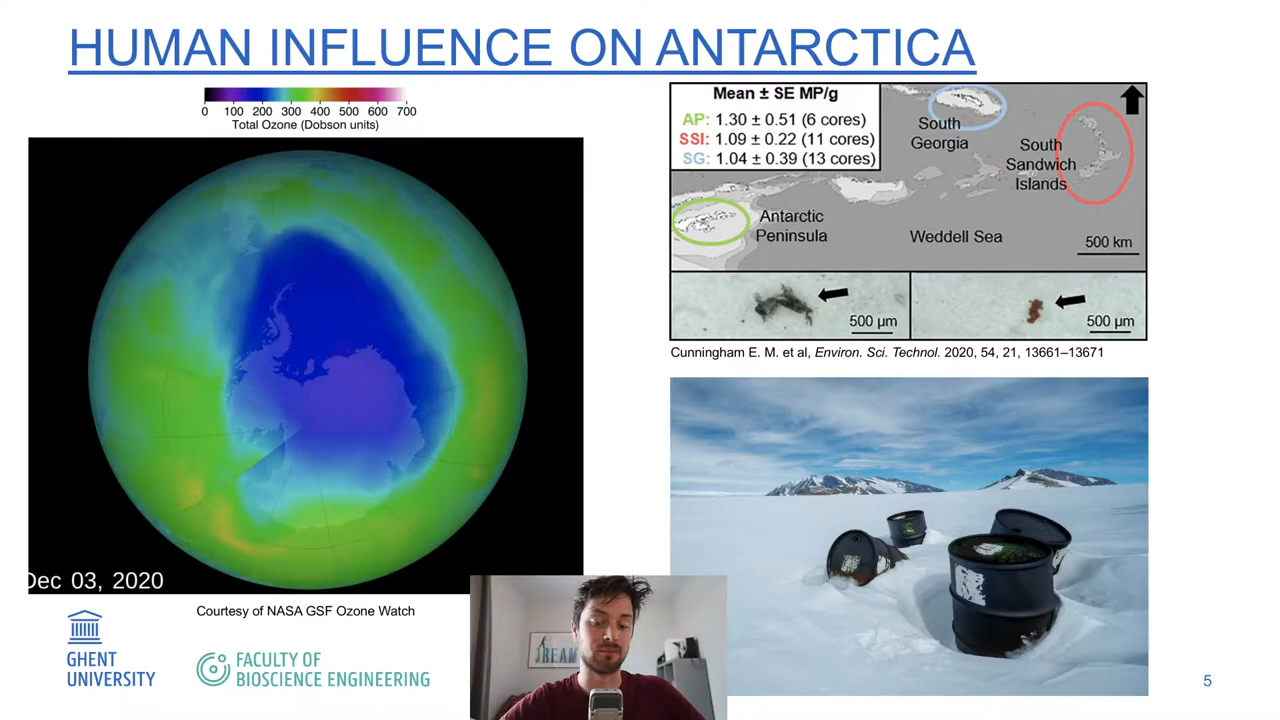 HUMAN INFLUENCE ON ANTARCTICA
0 100 200 300 400 500 600 700
Total Ozone (Dobson units)
Dec 03, 2020
Courtesy of NASA GSF Ozone Watch
Mean ± SE MP/g
AP: 1.30 ± 0.51 (6 cores)
SSI: 1.09 ± 0.22 (11 cores)
SG: 1.04 ± 0.39 (13 cores)
South
Georgia
South
Sandwich
Islands
Antarctic
Peninsula
Weddell Sea
500 km
500 µm
500 µm
Cunningham E. M. et al, Environ. Sci. Technol. 2020, 54, 21, 13661–13671
GHENT
UNIVERSITY
FACULTY OF
BIOSCIENCE ENGINEERING
5